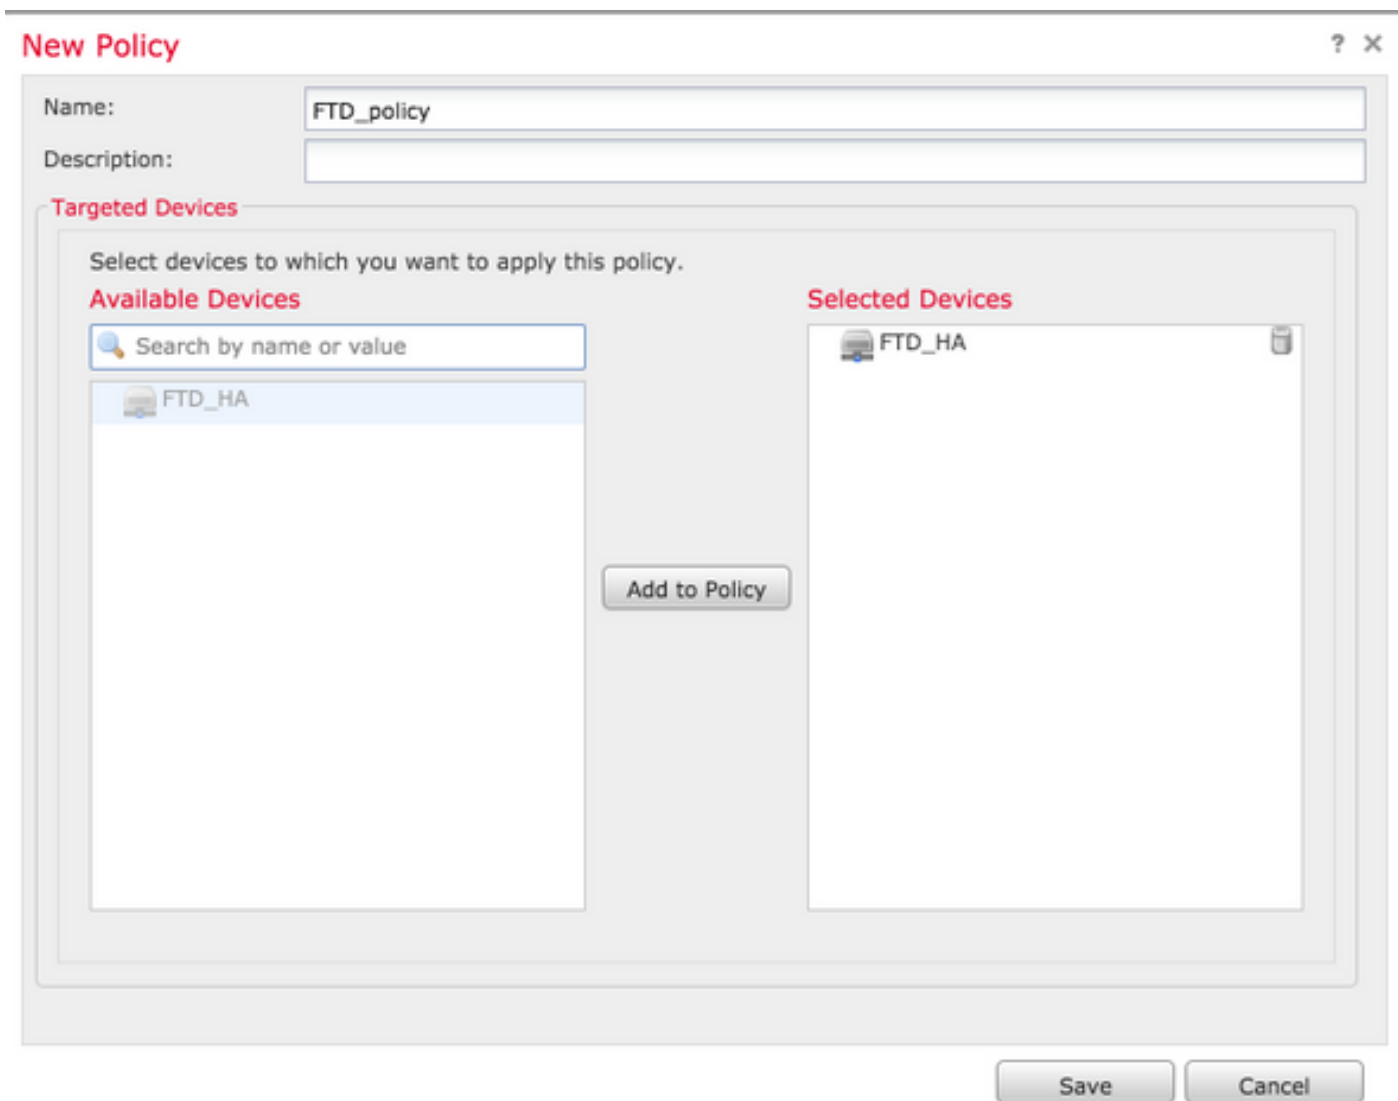 New Policy ? ×
Name: FTD_policy
Description:
Targeted Devices
Select devices to which you want to apply this policy.
Available Devices
Selected Devices
Search by name or value
FTD_HA
FTD_HA
Add to Policy
Save Cancel